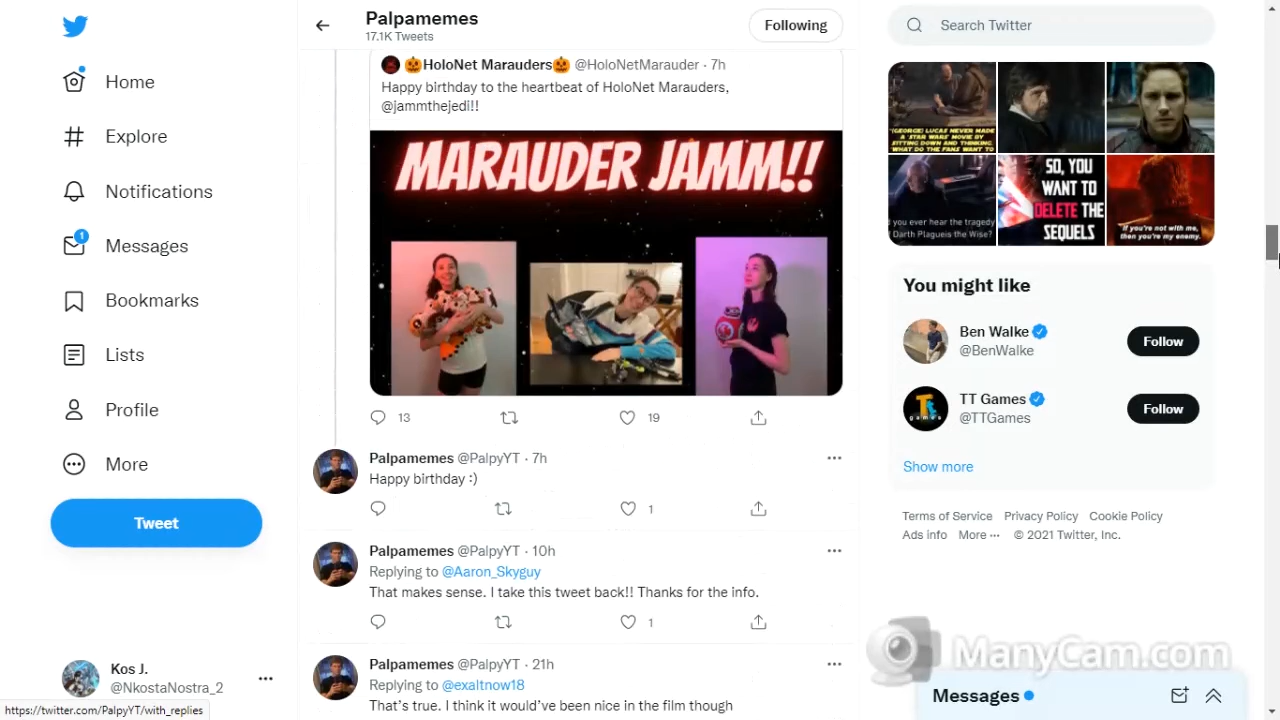 Palpamemes
17.1K Tweets
Following
Search Twitter
Home
Explore
Notifications
1
Messages
Bookmarks
Lists
Profile
More
Tweet
Kos J.
@NkostaNostra_2
https://twitter.com/PalpyYT/with_replies
🎃HoloNet Marauders🎃 @HoloNetMarauder · 7h
Happy birthday to the heartbeat of HoloNet Marauders,
@jammthejedi!!
MARAUDER JAMM!!
13
19
Palpamemes @PalpyYT · 7h
Happy birthday :)
1
Palpamemes @PalpyYT · 10h
Replying to @Aaron_Skyguy
That makes sense. I take this tweet back!! Thanks for the info.
1
Palpamemes @PalpyYT · 21h
Replying to @exaltnow18
That's true. I think it would've been nice in the film though
(GEORGE) LUCAS NEVER MADE
A 'STAR WARS' MOVIE BY
SITTING DOWN AND THINKING,
WHAT DO THE FANS WANT TO
you ever hear the tragedy
Darth Plagueis the Wise?
SO, YOU
WANT TO
DELETE THE
SEQUELS
If you're not with me,
then you're my enemy.
You might like
Ben Walke
@BenWalke
Follow
TT Games
@TTGames
Follow
Show more
Terms of Service Privacy Policy Cookie Policy
Ads info More ··· © 2021 Twitter, Inc.
ManyCam.com
Messages